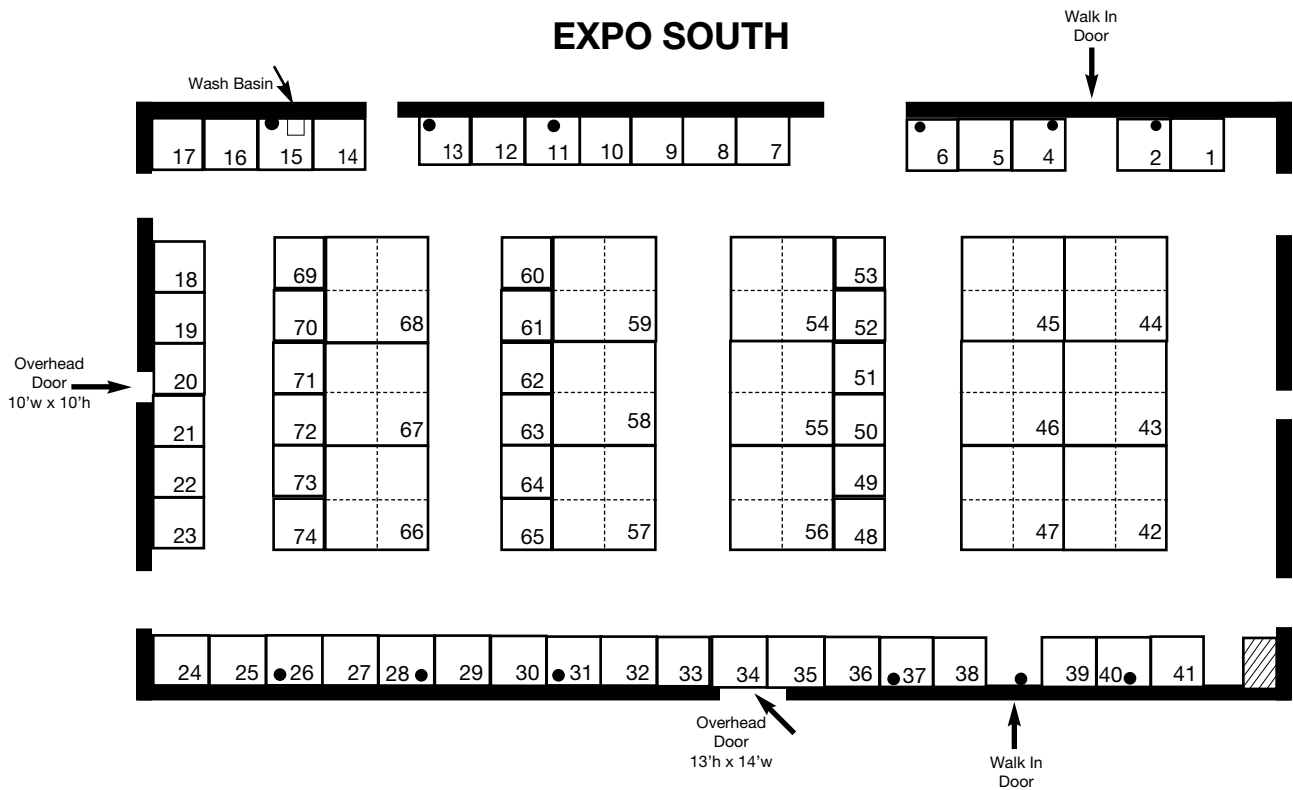 EXPO SOUTH
Walk In
Door
Wash Basin
17 16 15 14 13 12 11 10 9 8 7 6 5 4 2 1
18 69 60 53
19 70 68 61 59 54 52 45 44
Overhead
Door
10'w x 10'h
20 71 62 51
21 72 67 63 58 55 50 46 43
22 73 64 49
23 74 66 65 57 56 48 47 42
24 25 26 27 28 29 30 31 32 33 34 35 36 37 38 39 40 41
Overhead
Door
13'h x 14'w
Walk In
Door